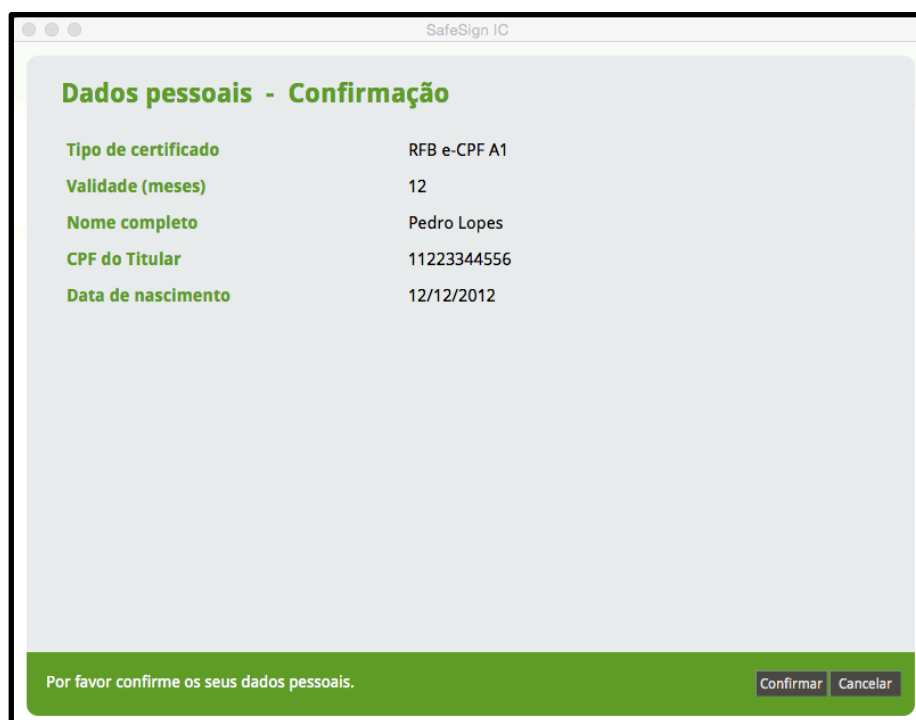 SafeSign IC
Dados pessoais - Confirmação
Tipo de certificado RFB e-CPF A1
Validade (meses) 12
Nome completo Pedro Lopes
CPF do Titular 11223344556
Data de nascimento 12/12/2012
Por favor confirme os seus dados pessoais. Confirmar Cancelar